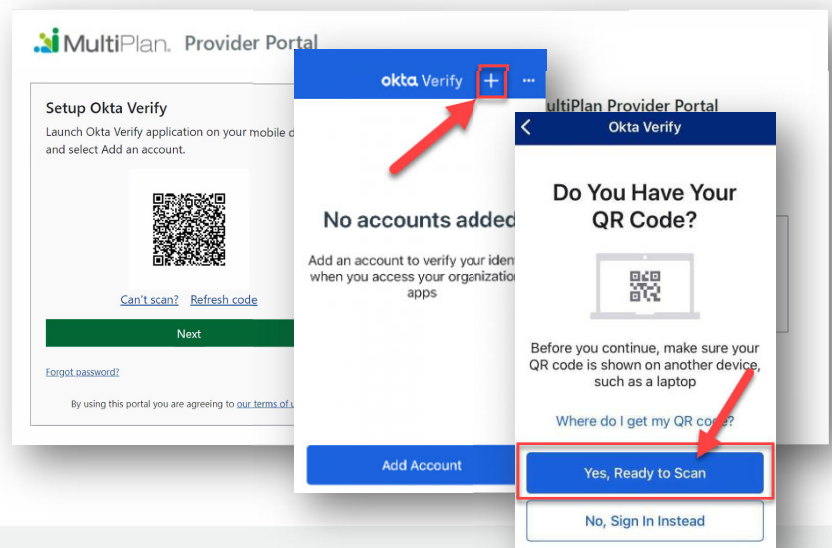 MultiPlan. Provider Portal
Setup Okta Verify
Launch Okta Verify application on your mobile d
and select Add an account.
Can't scan? Refresh code
Next
Forgot password?
By using this portal you are agreeing to our terms of u
okta Verify + ...
No accounts added
Add an account to verify your iden
when you access your organization
apps
Add Account
ultiPlan Provider Portal
Okta Verify
Do You Have Your
QR Code?
Before you continue, make sure your
QR code is shown on another device,
such as a laptop
Where do I get my QR code?
Yes, Ready to Scan
No, Sign In Instead